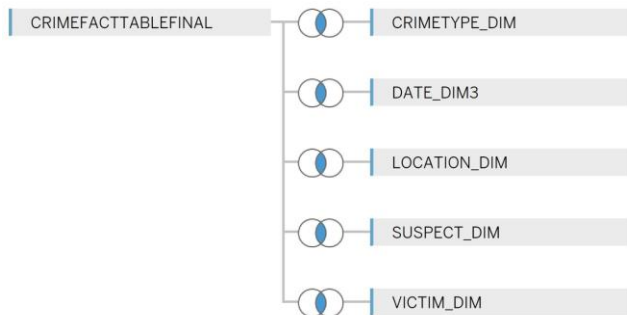 CRIMEFACTTABLEFINAL
CRIMETYPE_DIM
DATE_DIM3
LOCATION_DIM
SUSPECT_DIM
VICTIM_DIM